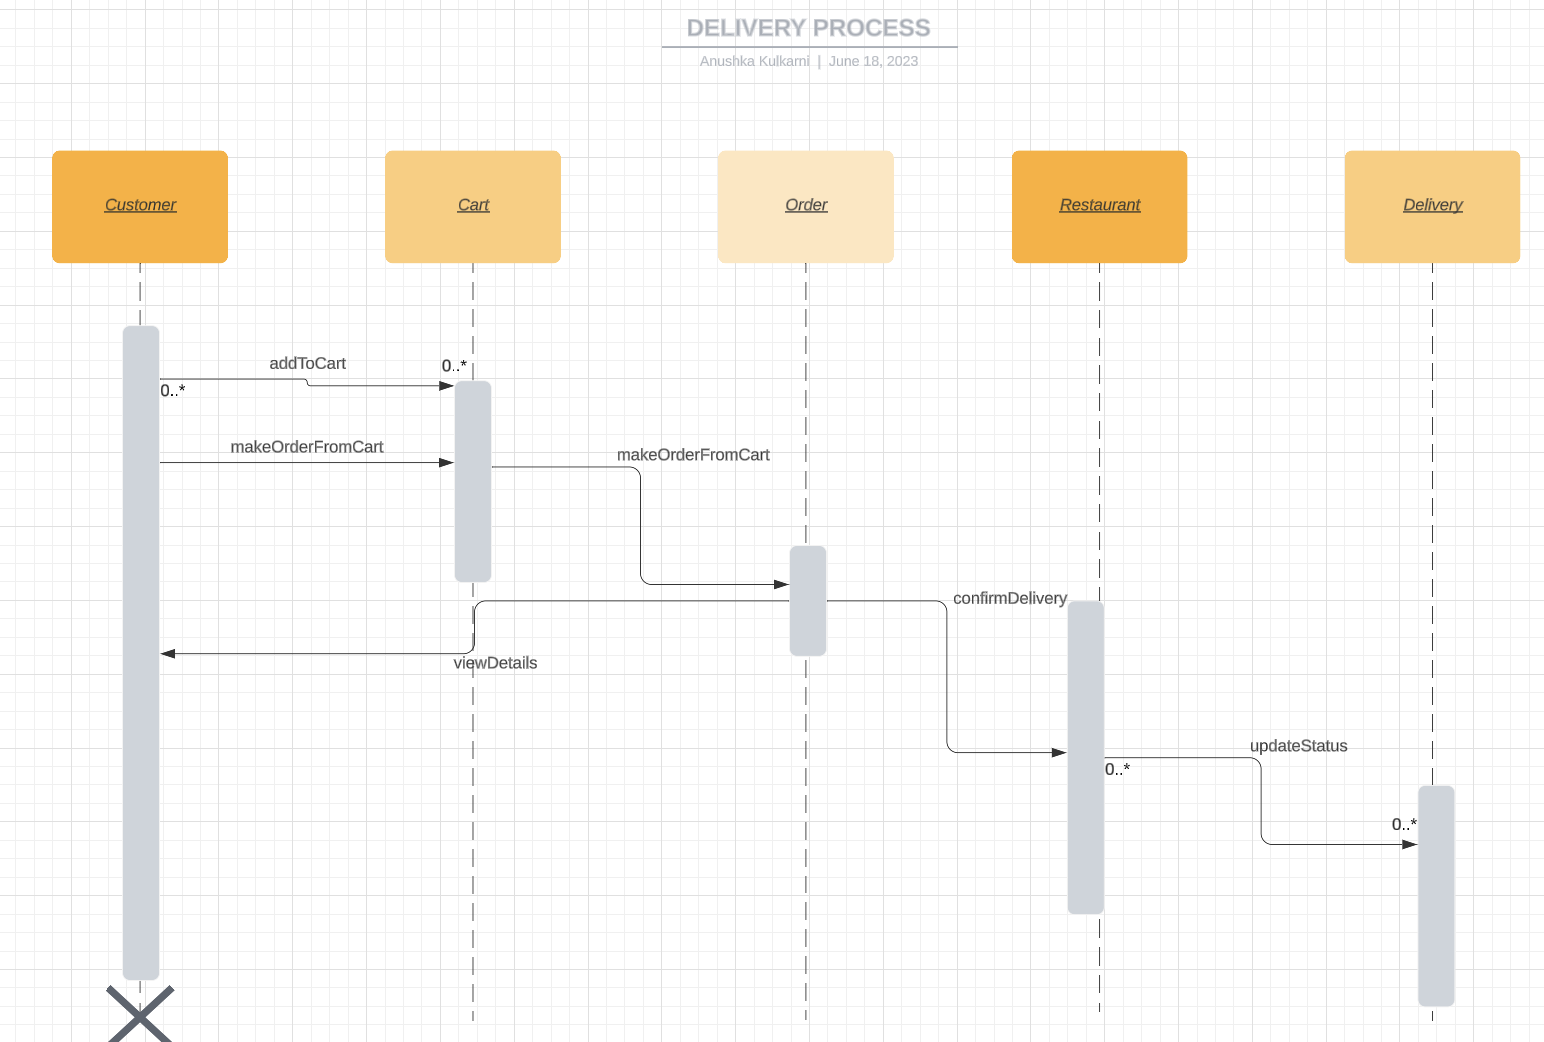 DELIVERY PROCESS
Anushka Kulkarni | June 18, 2023
Customer
Cart
Order
Restaurant
Delivery
addToCart
0..*
0..*
makeOrderFromCart
makeOrderFromCart
confirmDelivery
viewDetails
updateStatus
0..*
0..*